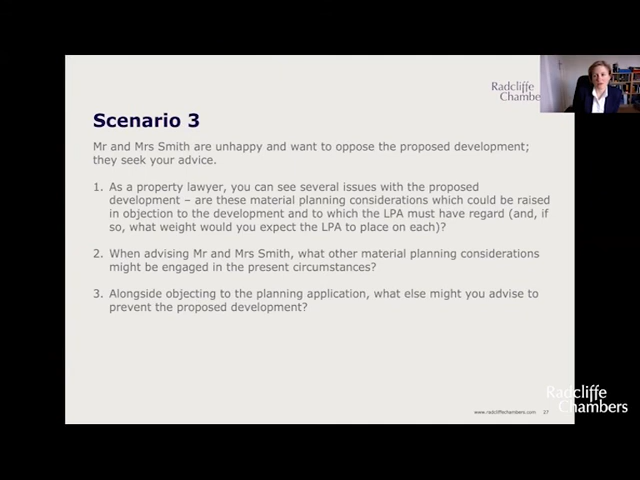 Radcliffe
Chambe
Scenario 3
Mr and Mrs Smith are unhappy and want to oppose the proposed development;
they seek your advice.
1. As a property lawyer, you can see several issues with the proposed
development – are these material planning considerations which could be raised
in objection to the development and to which the LPA must have regard (and, if
so, what weight would you expect the LPA to place on each)?
2. When advising Mr and Mrs Smith, what other material planning considerations
might be engaged in the present circumstances?
3. Alongside objecting to the planning application, what else might you advise to
prevent the proposed development?
www.radcliffechambers.com 27
Radcliffe
Chambers